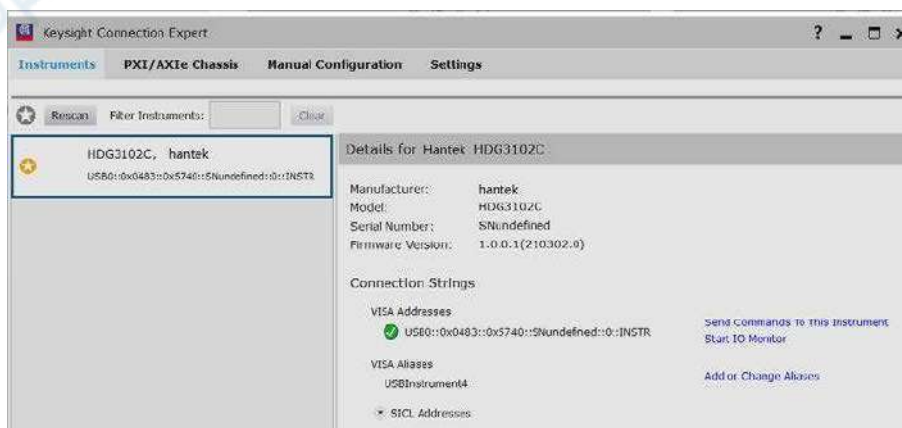 Keysight Connection Expert
Instruments PXI/AXIe Chassis Manual Configuration Settings
Rescan Filter Instruments: Clear
HDG3102C, hantek
USB0::0x0483::0x5740::SNundefined::0::INSTR
Details for Hantek HDG3102C
Manufacturer: hantek
Model: HDG3102C
Serial Number: SNundefined
Firmware Version: 1.0.0.1(210302.0)
Connection Strings
VISA Addresses
USB0::0x0483::0x5740::SNundefined::0::INSTR
Send Commands To This Instrument
Start IO Monitor
VISA Aliases
USBInstrument4
Add or Change Aliases
SICL Addresses